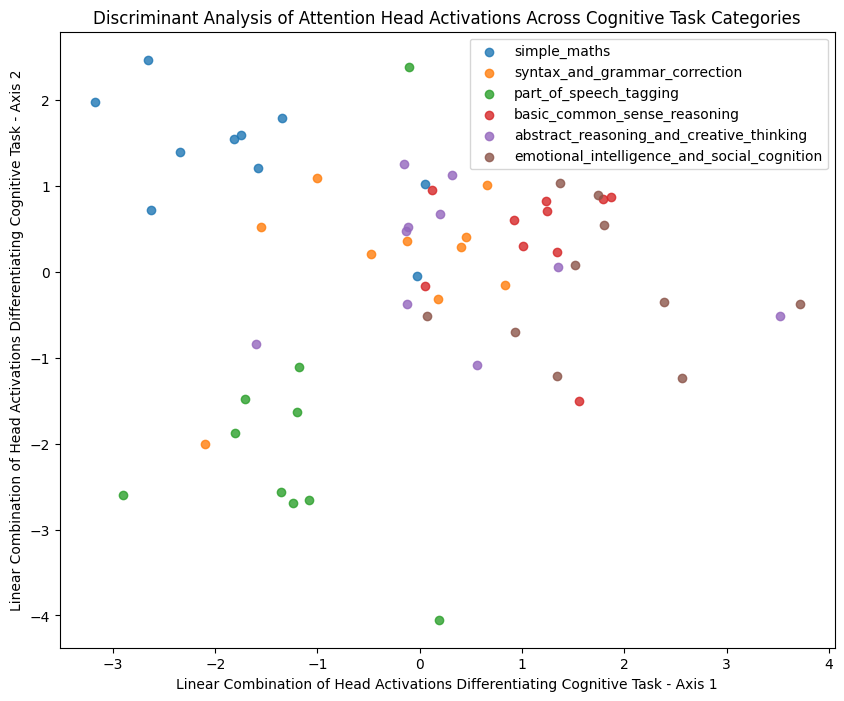 Discriminant Analysis of Attention Head Activations Across Cognitive Task Categories
simple_maths
syntax_and_grammar_correction
part_of_speech_tagging
basic_common_sense_reasoning
abstract_reasoning_and_creative_thinking
emotional_intelligence_and_social_cognition
Linear Combination of Head Activations Differentiating Cognitive Task - Axis 2
2
1
0
−1
−2
−3
−4
−3
−2
−1
0
1
2
3
4
Linear Combination of Head Activations Differentiating Cognitive Task - Axis 1